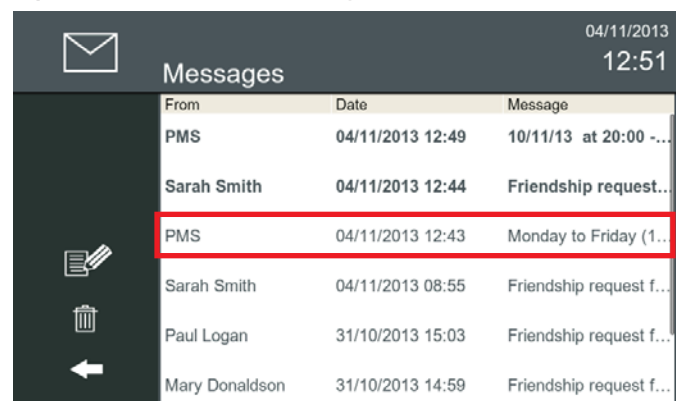 04/11/2013
12:51
Messages
From Date Message
PMS 04/11/2013 12:49 10/11/13 at 20:00 -...
Sarah Smith 04/11/2013 12:44 Friendship request...
PMS 04/11/2013 12:43 Monday to Friday (1...
Sarah Smith 04/11/2013 08:55 Friendship request f...
Paul Logan 31/10/2013 15:03 Friendship request f...
Mary Donaldson 31/10/2013 14:59 Friendship request f...